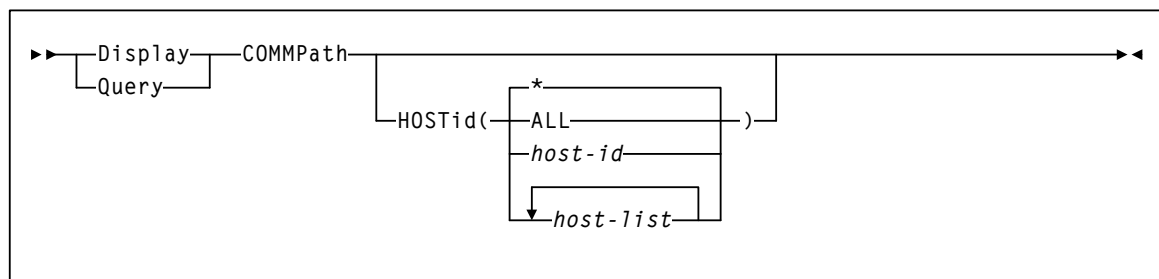 Display COMMPath
Query
*
HOSTid( ALL )
host-id
host-list